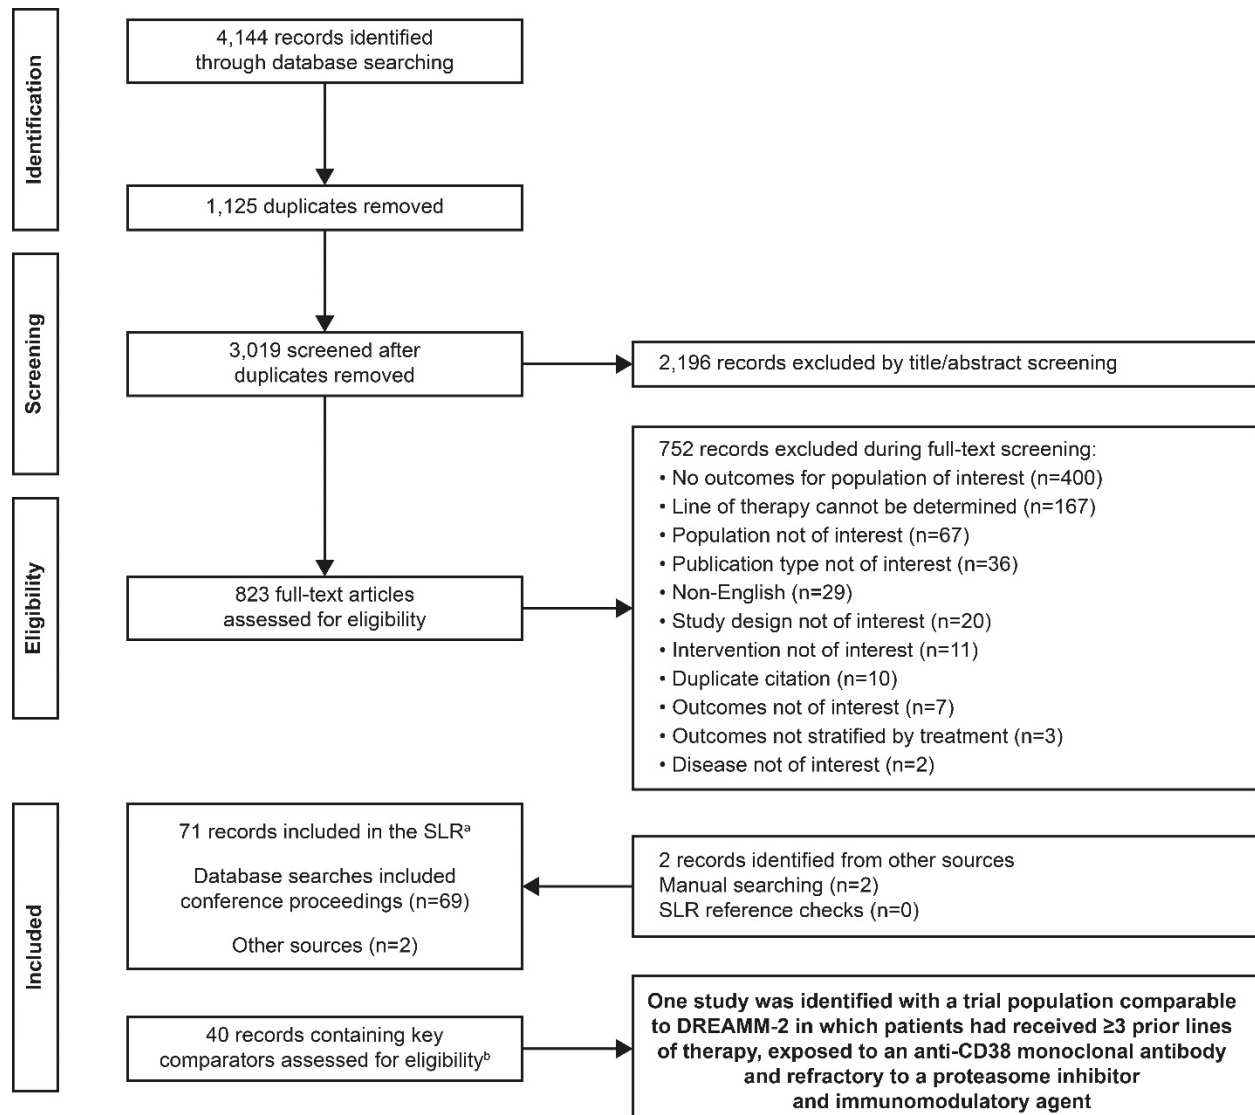 Identification
4,144 records identified
through database searching
1,125 duplicates removed
Screening
3,019 screened after
duplicates removed
2,196 records excluded by title/abstract screening
Eligibility
823 full-text articles
assessed for eligibility
752 records excluded during full-text screening:
• No outcomes for population of interest (n=400)
• Line of therapy cannot be determined (n=167)
• Population not of interest (n=67)
• Publication type not of interest (n=36)
• Non-English (n=29)
• Study design not of interest (n=20)
• Intervention not of interest (n=11)
• Duplicate citation (n=10)
• Outcomes not of interest (n=7)
• Outcomes not stratified by treatment (n=3)
• Disease not of interest (n=2)
Included
71 records included in the SLRᵃ
Database searches included
conference proceedings (n=69)
Other sources (n=2)
2 records identified from other sources
Manual searching (n=2)
SLR reference checks (n=0)
40 records containing key
comparators assessed for eligibilityᵇ
One study was identified with a trial population comparable
to DREAMM-2 in which patients had received ≥3 prior lines
of therapy, exposed to an anti-CD38 monoclonal antibody
and refractory to a proteasome inhibitor
and immunomodulatory agent